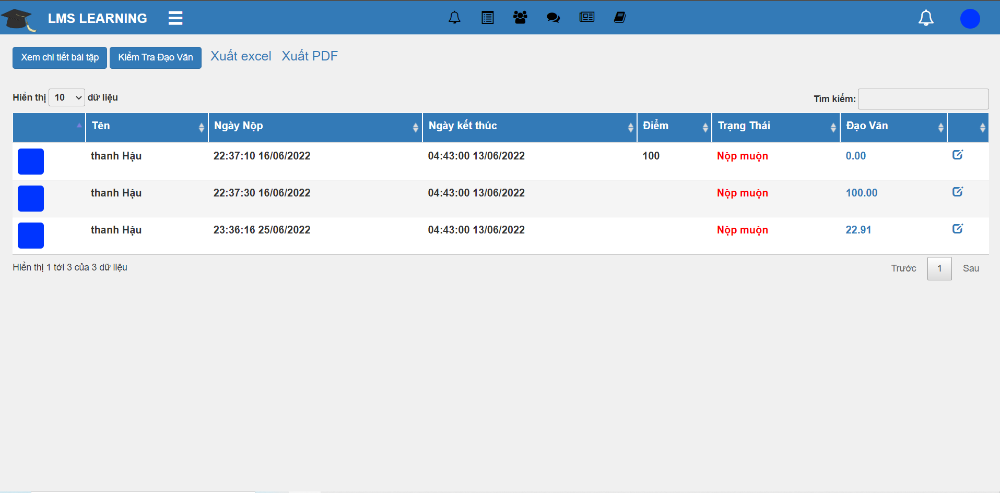 LMS LEARNING
Xem chi tiết bài tập Kiểm Tra Đạo Văn Xuất excel Xuất PDF
Hiển thị 10 dữ liệu Tìm kiếm:
Tên Ngày Nộp Ngày kết thúc Điểm Trạng Thái Đạo Văn
thanh Hậu 22:37:10 16/06/2022 04:43:00 13/06/2022 100 Nộp muộn 0.00
thanh Hậu 22:37:30 16/06/2022 04:43:00 13/06/2022 Nộp muộn 100.00
thanh Hậu 23:36:16 25/06/2022 04:43:00 13/06/2022 Nộp muộn 22.91
Hiển thị 1 tới 3 của 3 dữ liệu Trước 1 Sau